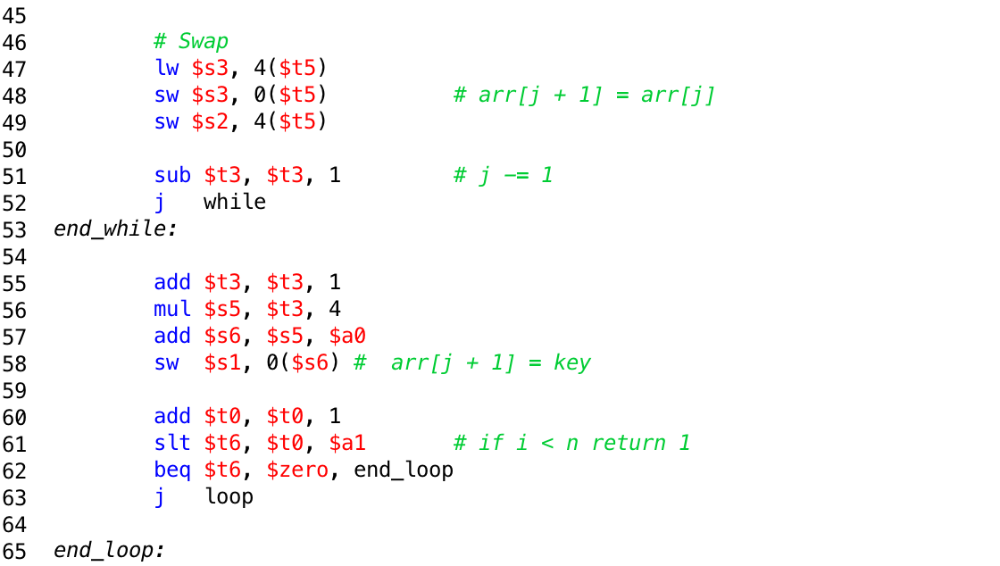 45
46 # Swap
47 lw $s3, 4($t5)
48 sw $s3, 0($t5) # arr[j + 1] = arr[j]
49 sw $s2, 4($t5)
50
51 sub $t3, $t3, 1 # j -= 1
52 j while
53 end_while:
54
55 add $t3, $t3, 1
56 mul $s5, $t3, 4
57 add $s6, $s5, $a0
58 sw $s1, 0($s6) # arr[j + 1] = key
59
60 add $t0, $t0, 1
61 slt $t6, $t0, $a1 # if i < n return 1
62 beq $t6, $zero, end_loop
63 j loop
64
65 end_loop: